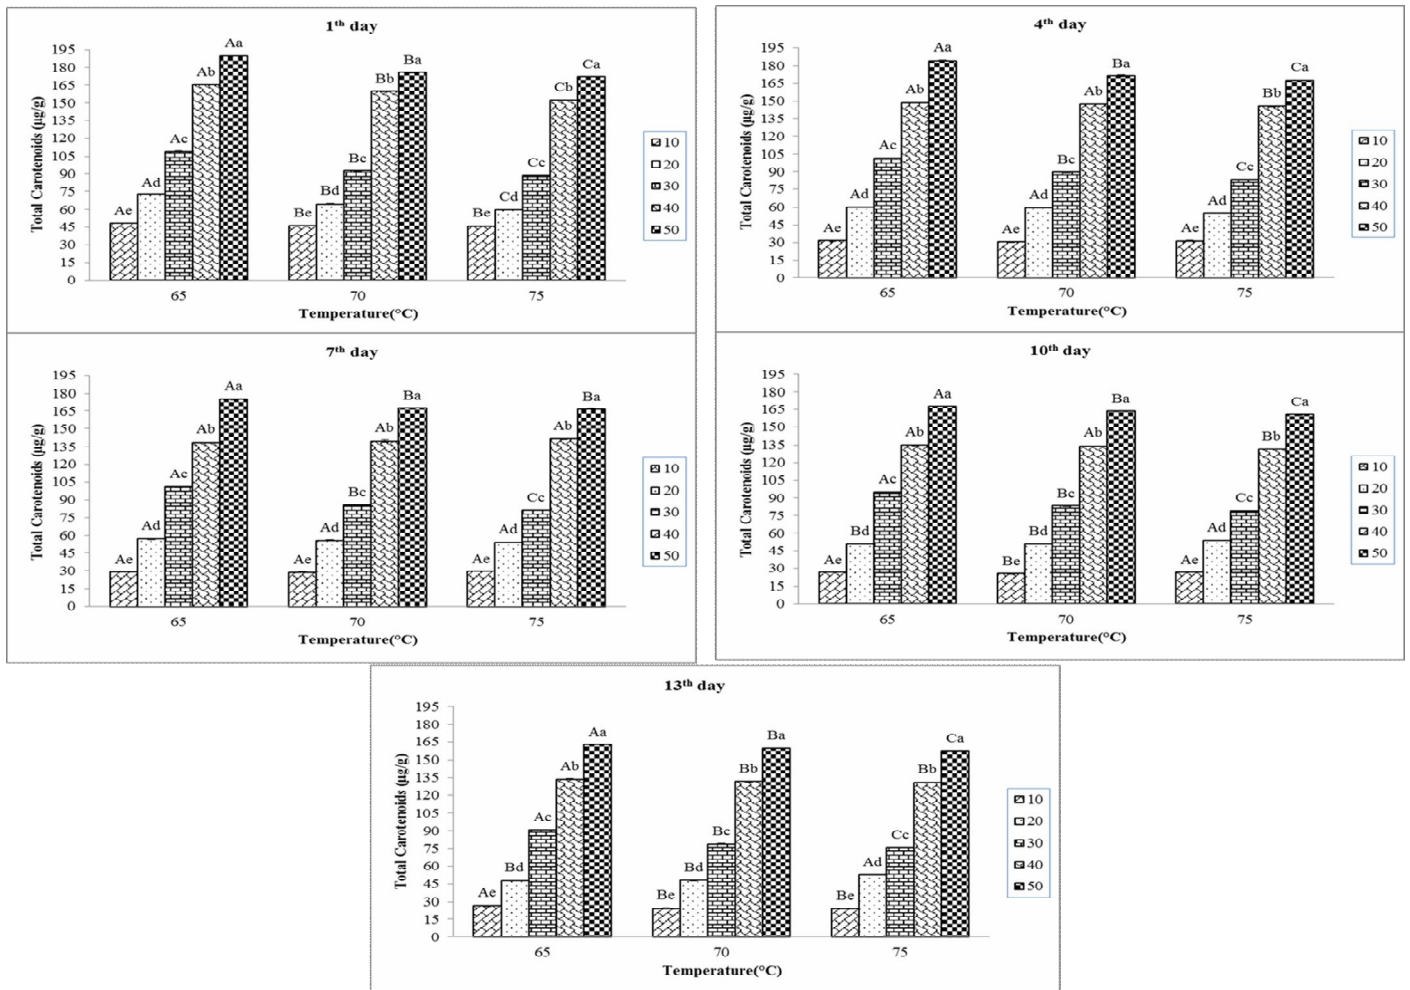 1th day
Total Carotenoids (µg/g)
195
180
165
150
135
120
105
90
75
60
45
30
15
0
Ae Ad Ac Ab Aa
Be Bd Bc Bb Ba
Be Cd Cc Cb Ca
65 70 75
Temperature(°C)
10
20
30
40
50
4th day
Total Carotenoids (µg/g)
195
180
165
150
135
120
105
90
75
60
45
30
15
0
Ae Ad Ac Ab Aa
Ae Ad Bc Ab Ba
Ae Ad Cc Bb Ca
65 70 75
Temperature(°C)
10
20
30
40
50
7th day
Total Carotenoids (µg/g)
195
180
165
150
135
120
105
90
75
60
45
30
15
0
Ae Ad Ac Ab Aa
Ae Ad Bc Ab Ba
Ae Ad Cc Ab Ba
65 70 75
Temperature(°C)
10
20
30
40
50
10th day
Total Carotenoids (µg/g)
195
180
165
150
135
120
105
90
75
60
45
30
15
0
Ae Bd Ac Ab Aa
Be Bd Bc Ab Ba
Ae Ad Cc Bb Ca
65 70 75
Temperature(°C)
10
20
30
40
50
13th day
Total Carotenoids (µg/g)
195
180
165
150
135
120
105
90
75
60
45
30
15
0
Ae Bd Ac Ab Aa
Be Bd Bc Bb Ba
Be Ad Cc Bb Ca
65 70 75
Temperature(°C)
10
20
30
40
50